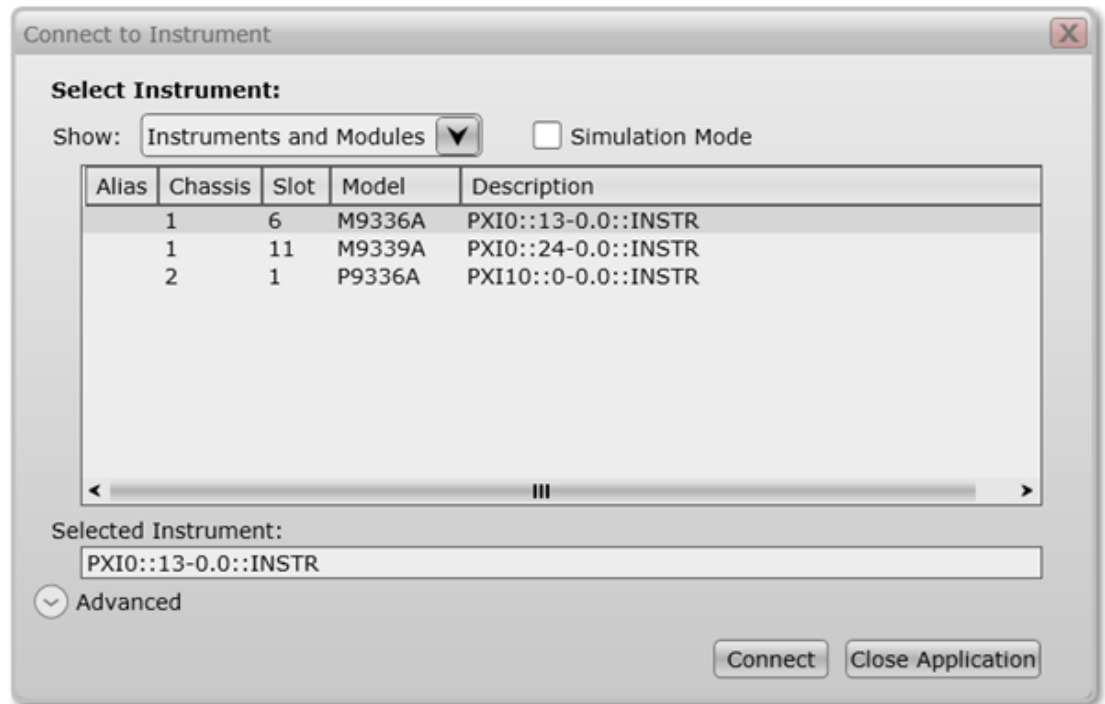 Connect to Instrument X
Select Instrument:
Show: Instruments and Modules Simulation Mode
Alias Chassis Slot Model Description
1 6 M9336A PXI0::13-0.0::INSTR
1 11 M9339A PXI0::24-0.0::INSTR
2 1 P9336A PXI10::0-0.0::INSTR
Selected Instrument:
PXI0::13-0.0::INSTR
Advanced
Connect Close Application